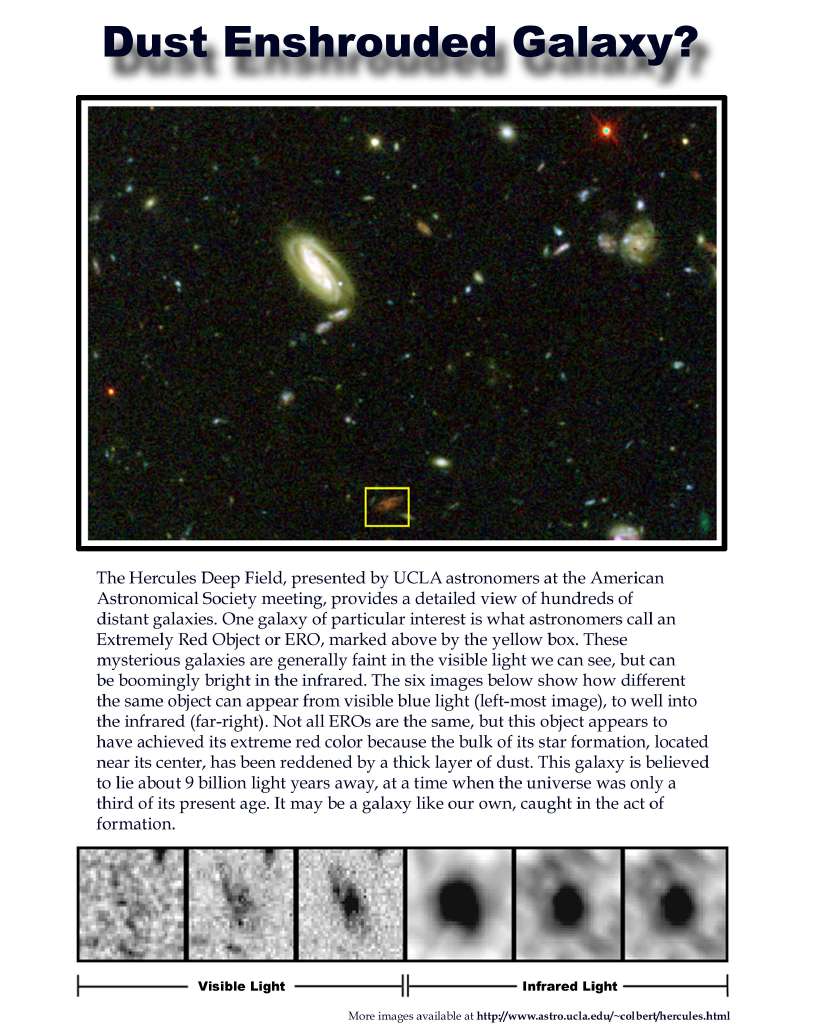 Dust Enshrouded Galaxy?
The Hercules Deep Field, presented by UCLA astronomers at the American
Astronomical Society meeting, provides a detailed view of hundreds of
distant galaxies. One galaxy of particular interest is what astronomers call an
Extremely Red Object or ERO, marked above by the yellow box. These
mysterious galaxies are generally faint in the visible light we can see, but can
be boomingly bright in the infrared. The six images below show how different
the same object can appear from visible blue light (left-most image), to well into
the infrared (far-right). Not all EROs are the same, but this object appears to
have achieved its extreme red color because the bulk of its star formation, located
near its center, has been reddened by a thick layer of dust. This galaxy is believed
to lie about 9 billion light years away, at a time when the universe was only a
third of its present age. It may be a galaxy like our own, caught in the act of
formation.
Visible Light Infrared Light
More images available at http://www.astro.ucla.edu/~colbert/hercules.html